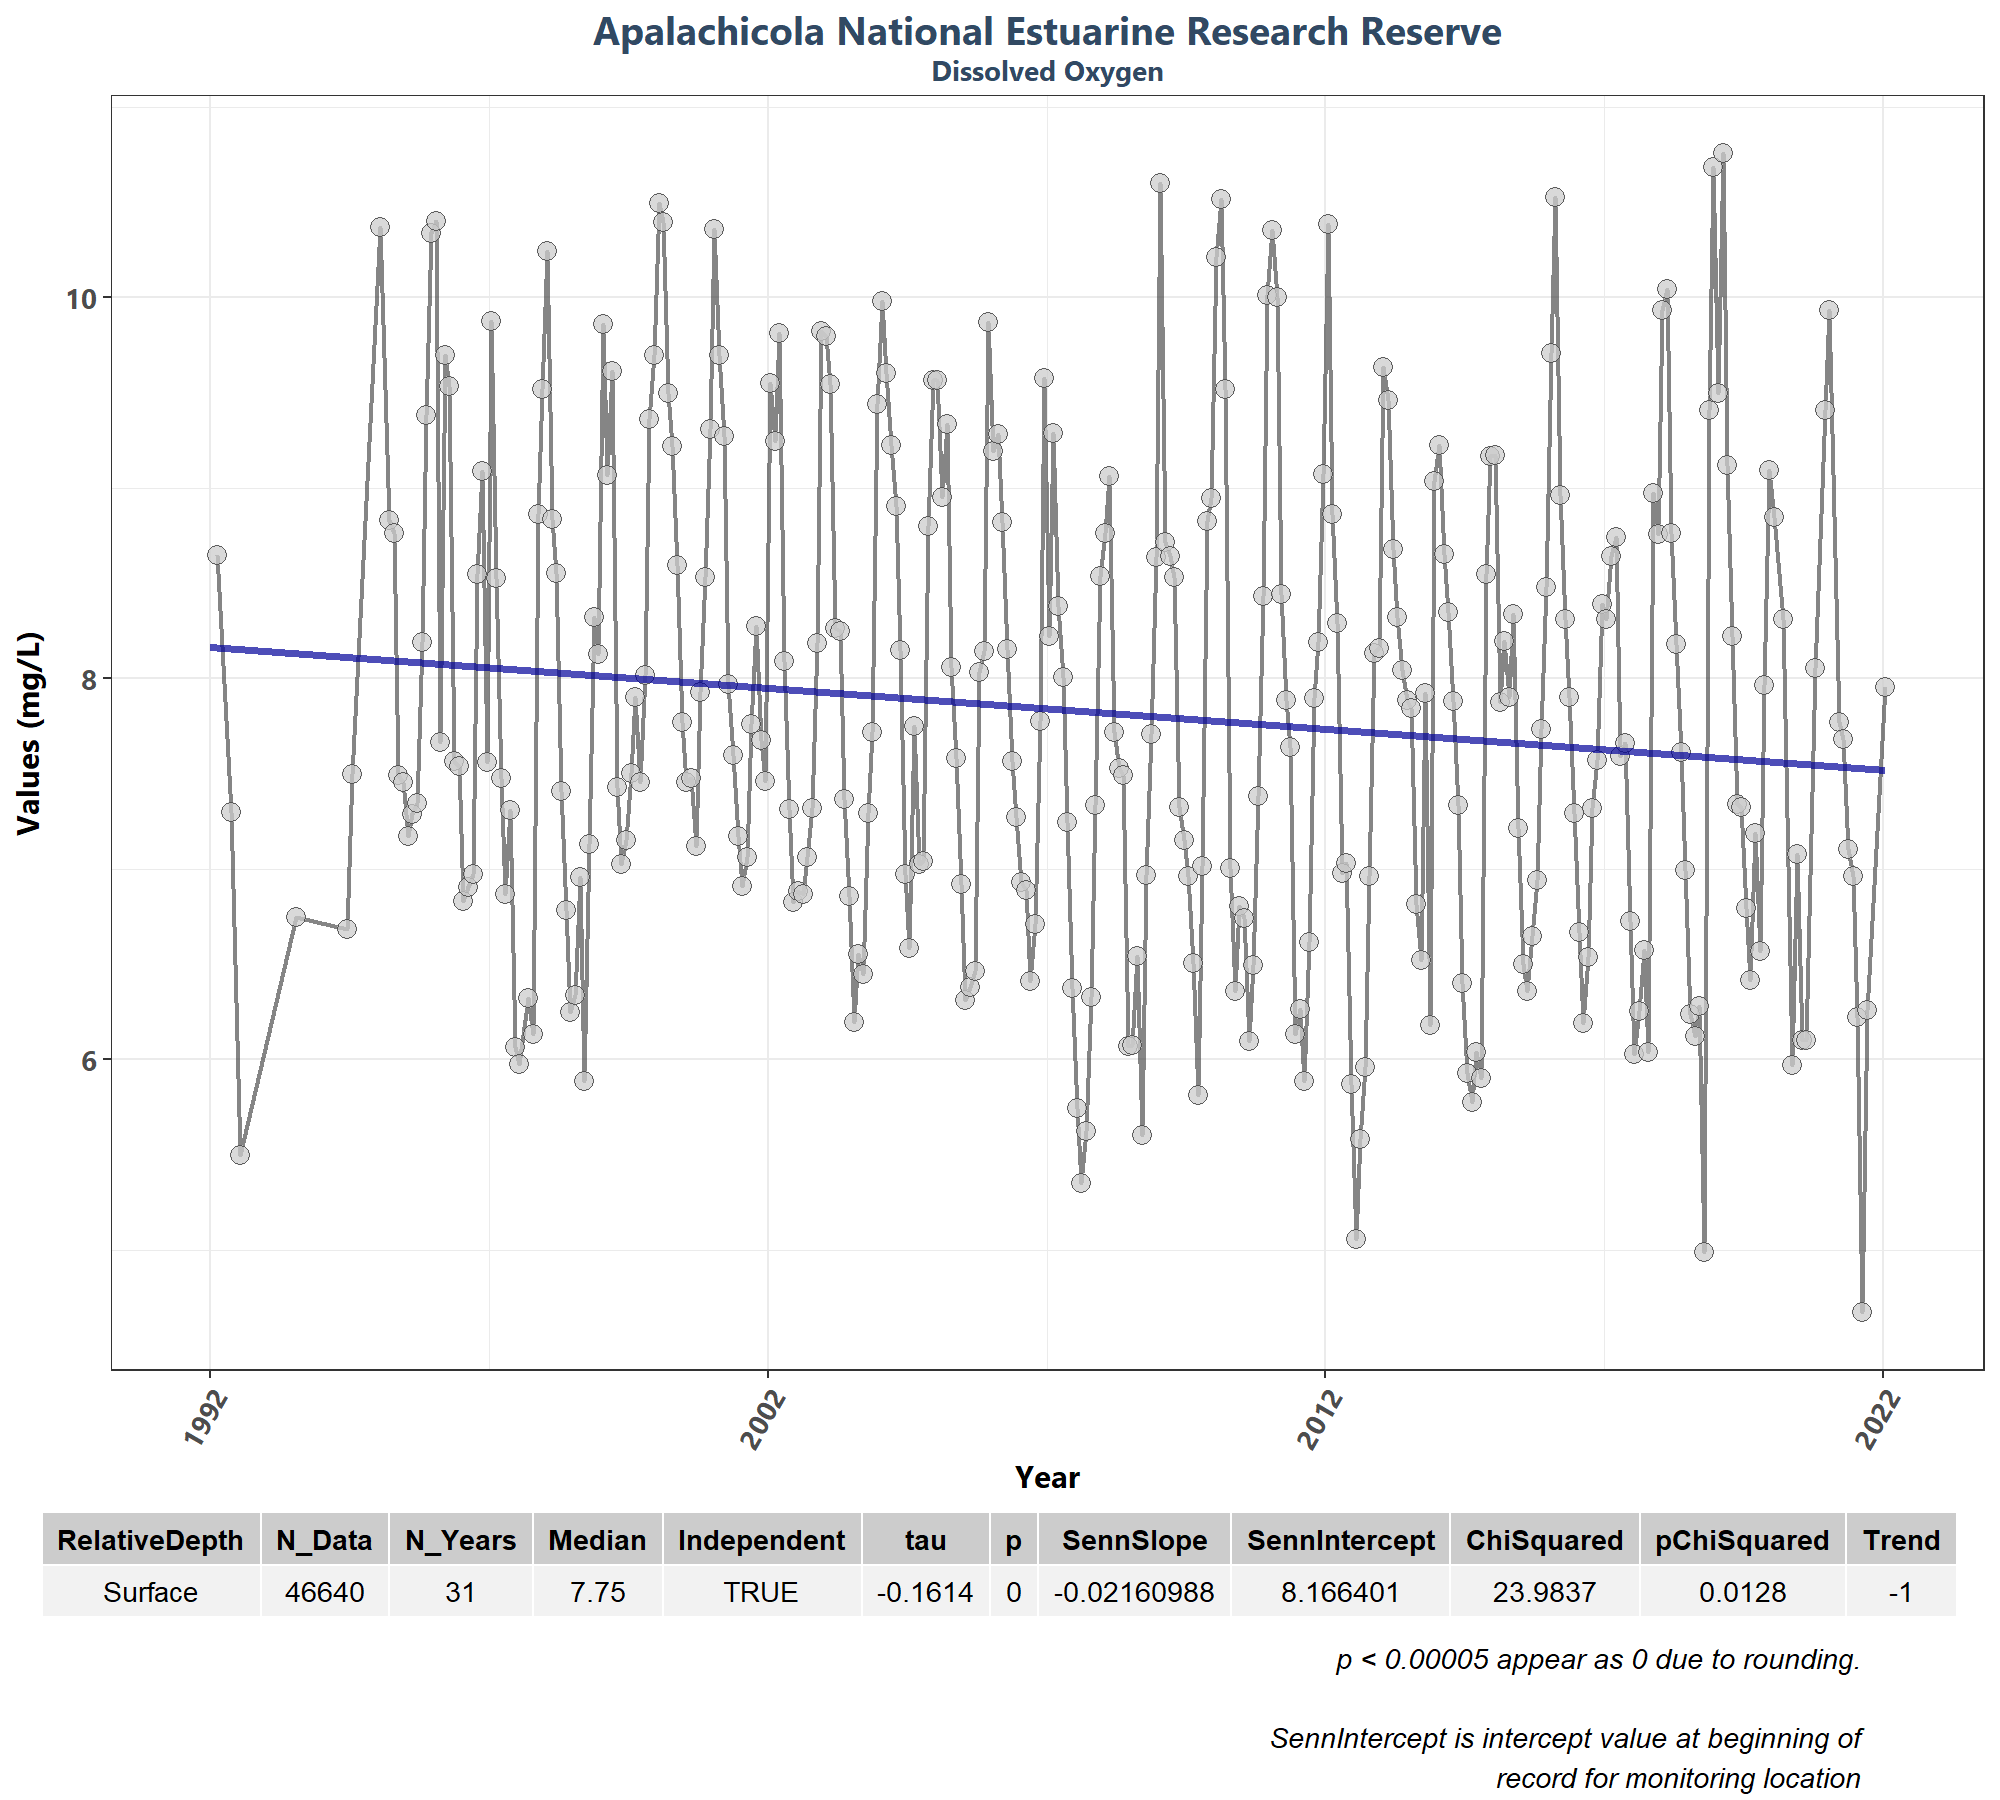 Apalachicola National Estuarine Research Reserve
Dissolved Oxygen
Values (mg/L)
10
8
6
1992
2002
2012
2022
Year
RelativeDepth N_Data N_Years Median Independent tau p SennSlope SennIntercept ChiSquared pChiSquared Trend
Surface 46640 31 7.75 TRUE -0.1614 0 -0.02160988 8.166401 23.9837 0.0128 -1
p < 0.00005 appear as 0 due to rounding.
SennIntercept is intercept value at beginning of
record for monitoring location